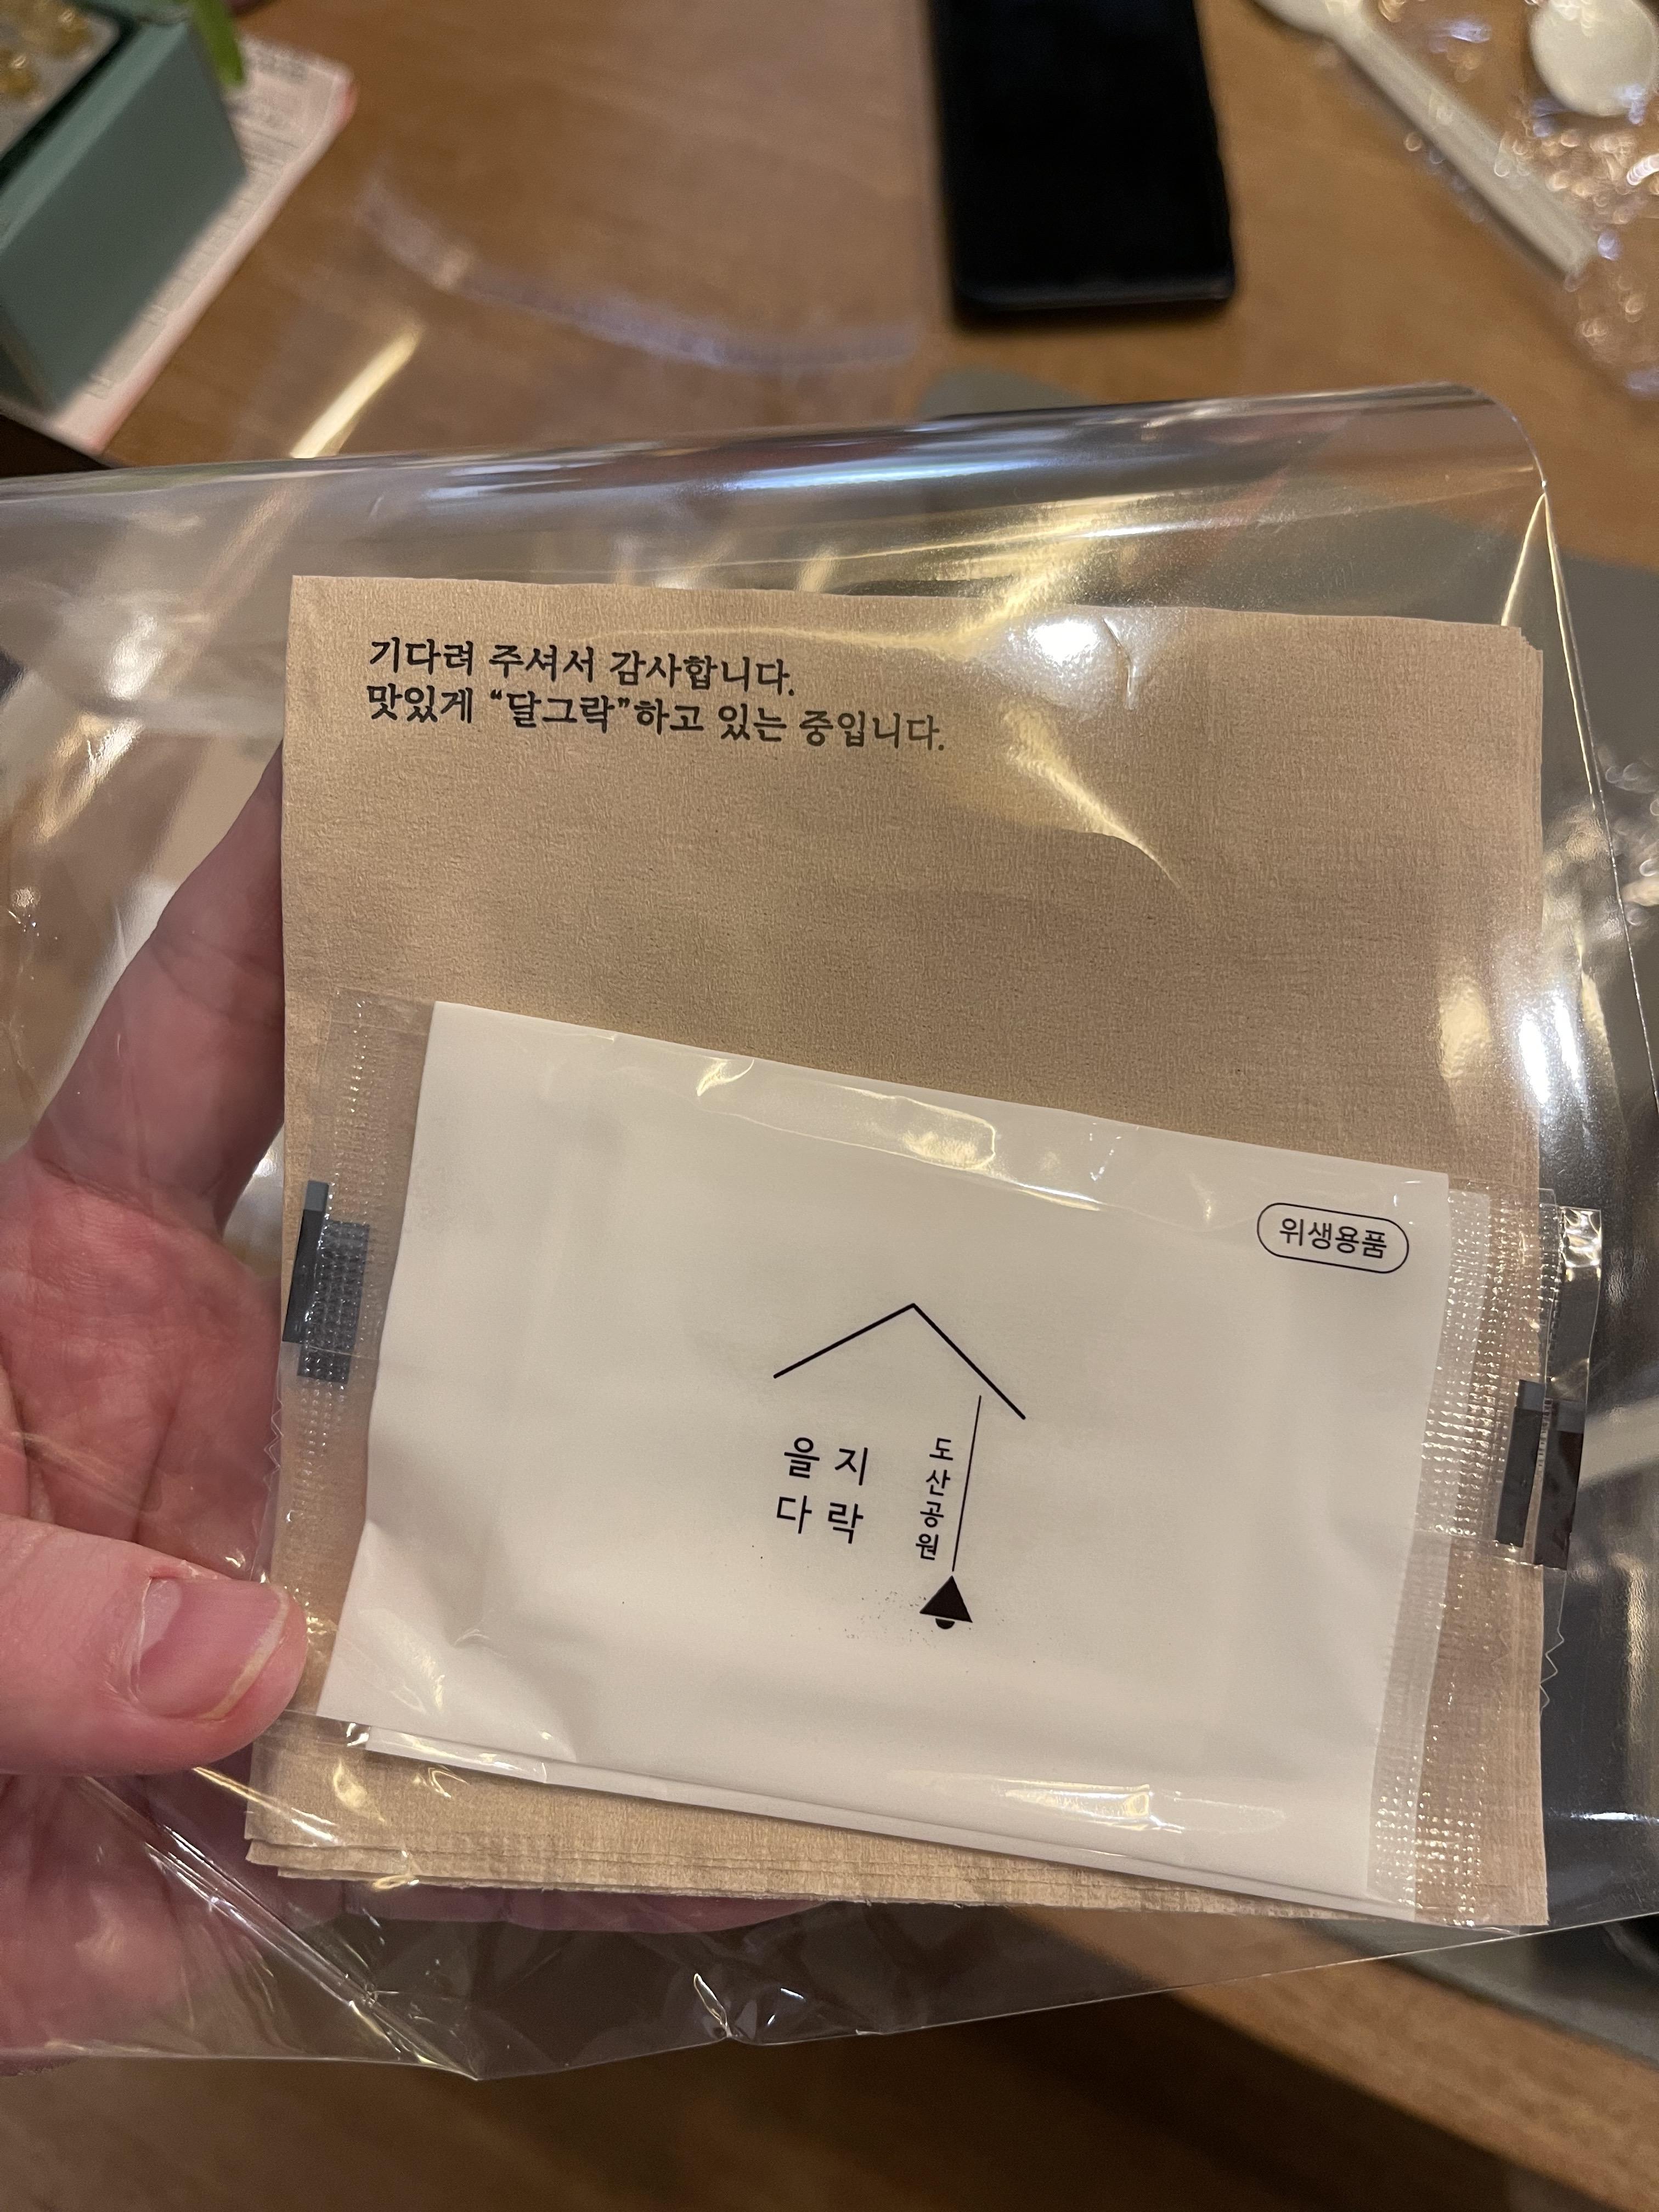 기다려 주셔서 감사합니다.
맛있게 “달그락”하고 있는 중입니다.
위생용품
을지
다락
도산공원